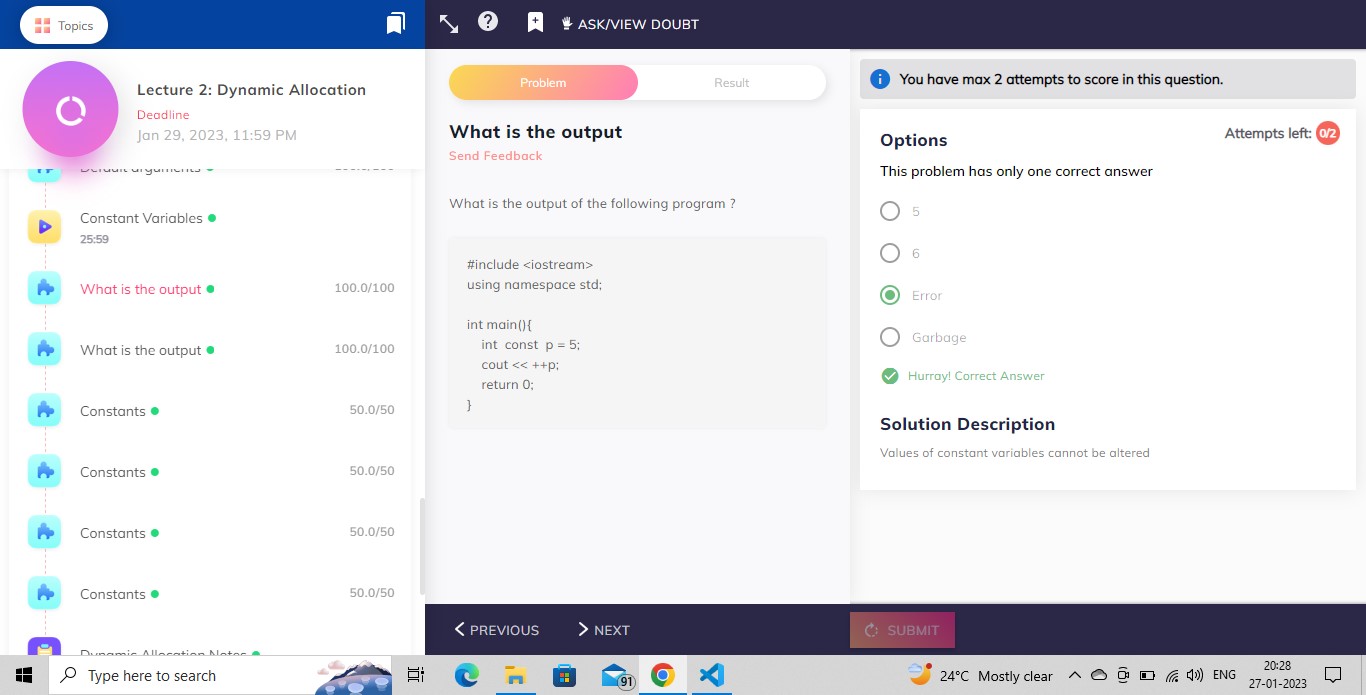 Topics
Lecture 2: Dynamic Allocation
Deadline
Jan 29, 2023, 11:59 PM
Default arguments
Constant Variables
25:59
What is the output 100.0/100
What is the output 100.0/100
Constants 50.0/50
Constants 50.0/50
Constants 50.0/50
Constants 50.0/50
Dynamic Allocation Notes
ASK/VIEW DOUBT
Problem Result
What is the output
Send Feedback
What is the output of the following program ?
#include <iostream>
using namespace std;
int main(){
int const p = 5;
cout << ++p;
return 0;
}
PREVIOUS NEXT
You have max 2 attempts to score in this question.
Options
Attempts left: 0/2
This problem has only one correct answer
5
6
Error
Garbage
Hurray! Correct Answer
Solution Description
Values of constant variables cannot be altered
SUBMIT
Type here to search
91
24°C Mostly clear
ENG
20:28
27-01-2023